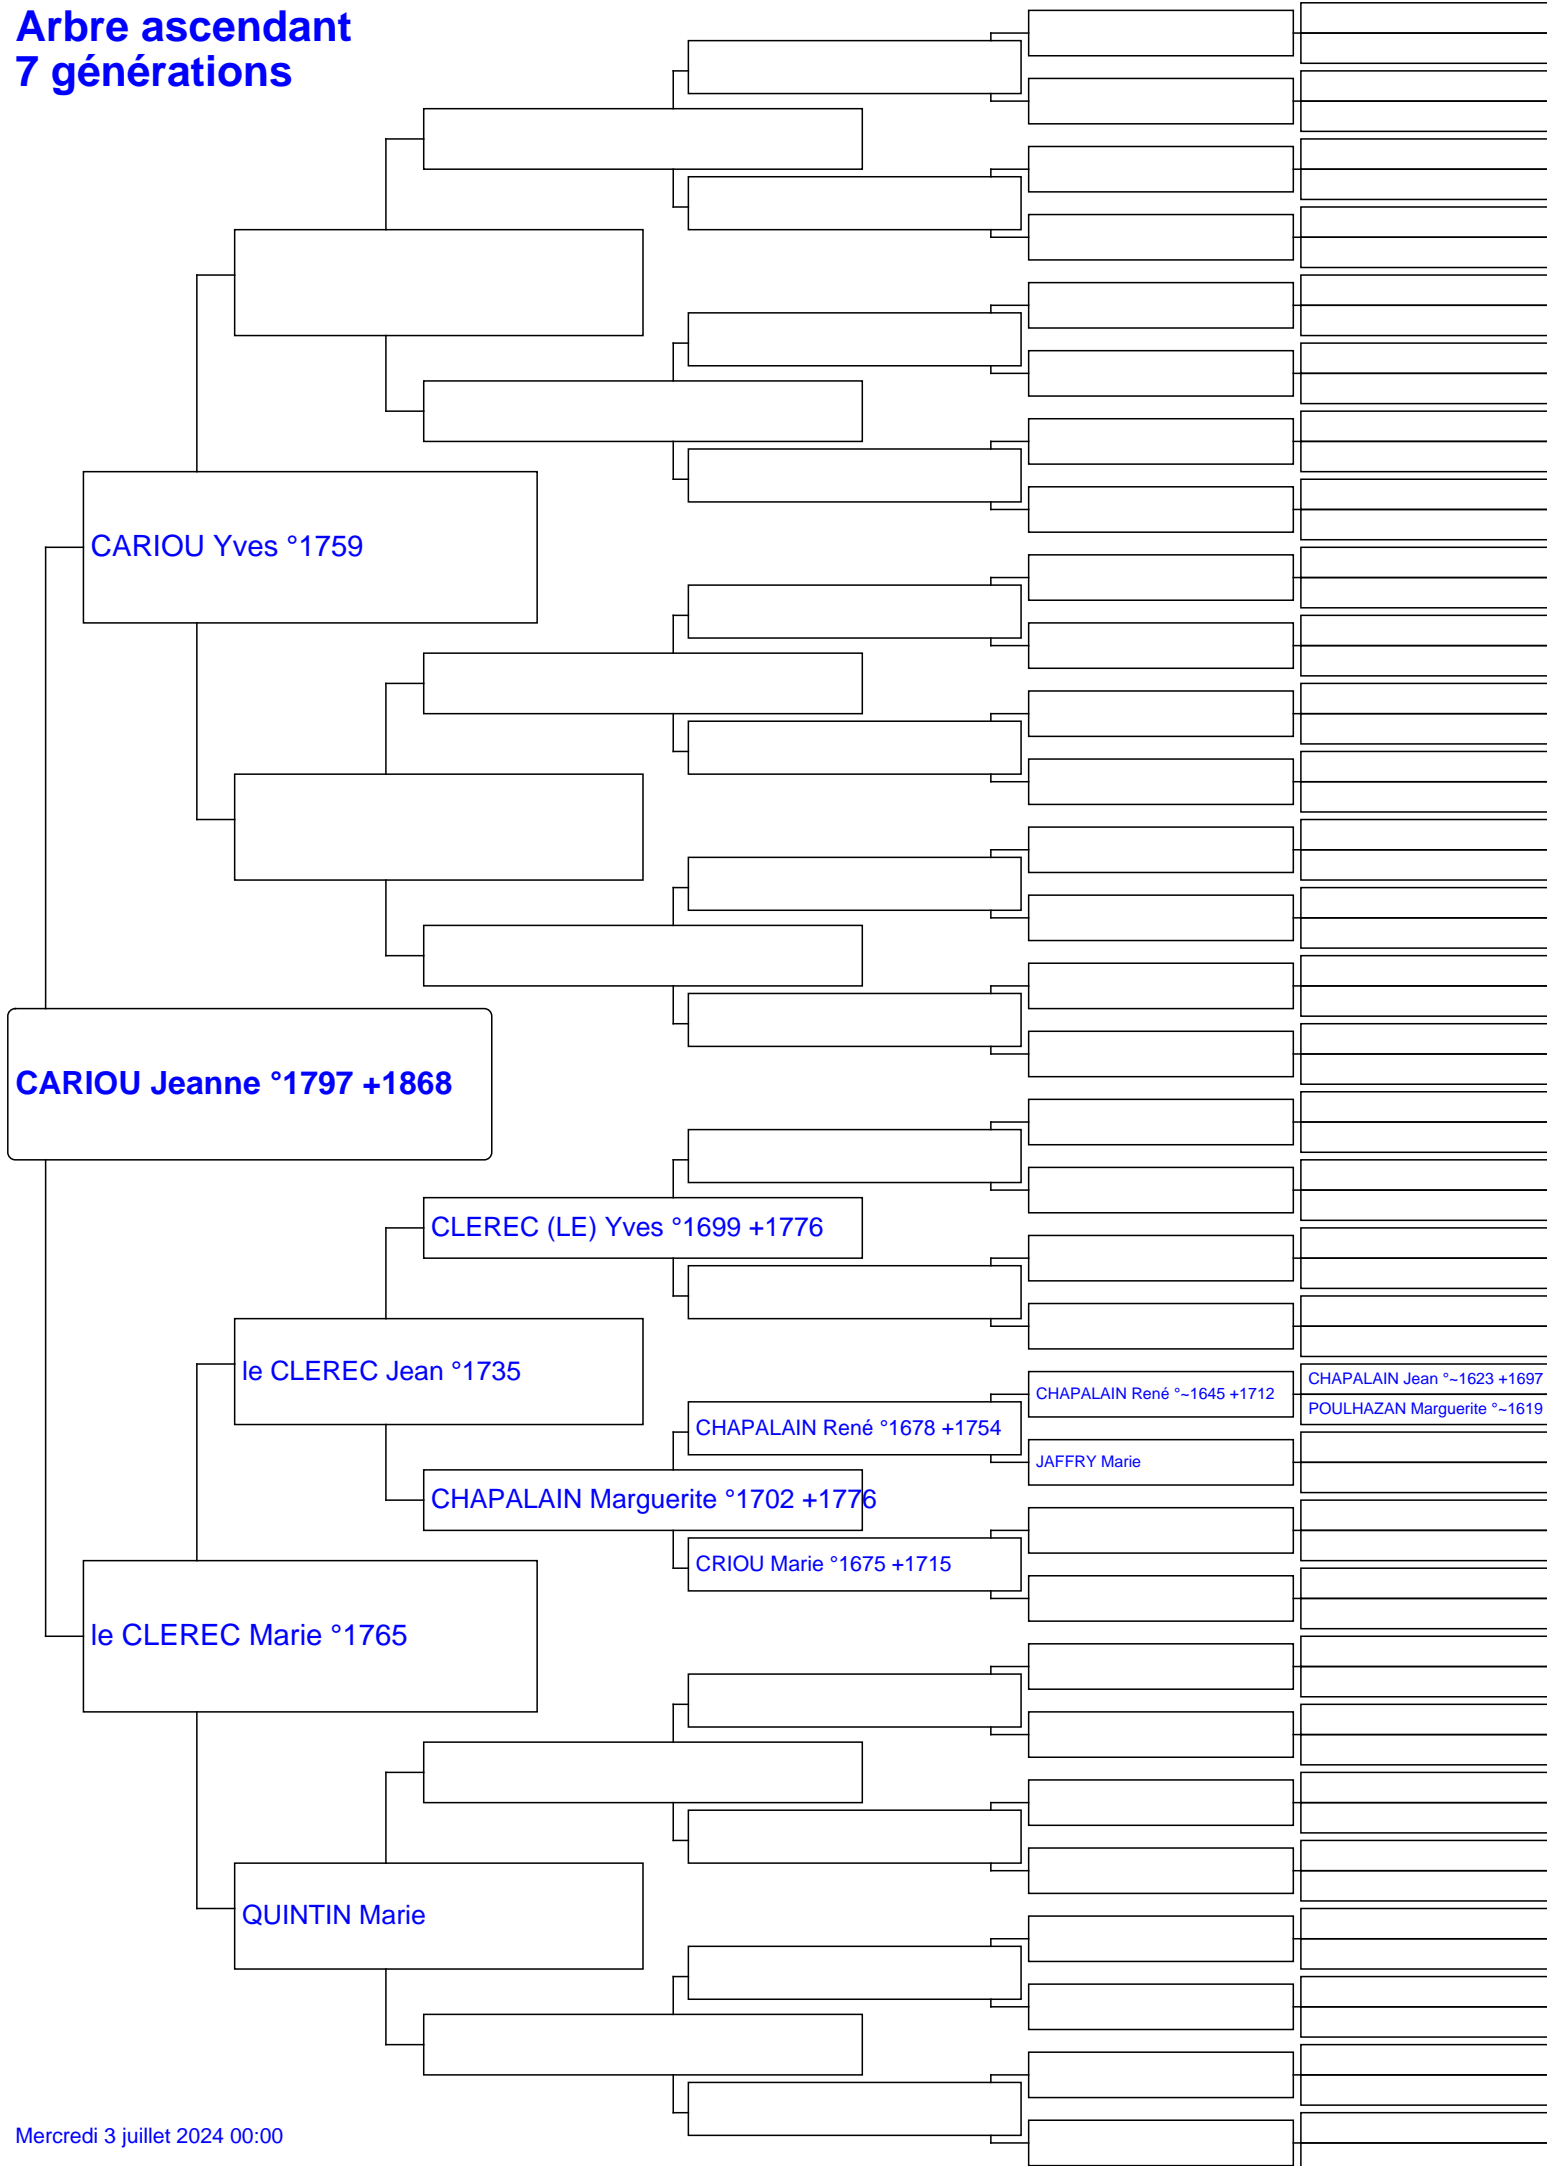 Arbre ascendant
7 générations
CARIOU Yves °1759
CARIOU Jeanne °1797 +1868
CLEREC (LE) Yves °1699 +1776
le CLEREC Jean °1735
CHAPALAIN Jean °~1623 +1697
CHAPALAIN René °~1645 +1712
POULHAZAN Marguerite °~1619
CHAPALAIN René °1678 +1754
JAFFRY Marie
CHAPALAIN Marguerite °1702 +1776
CRIOU Marie °1675 +1715
le CLEREC Marie °1765
QUINTIN Marie
Mercredi 3 juillet 2024 00:00